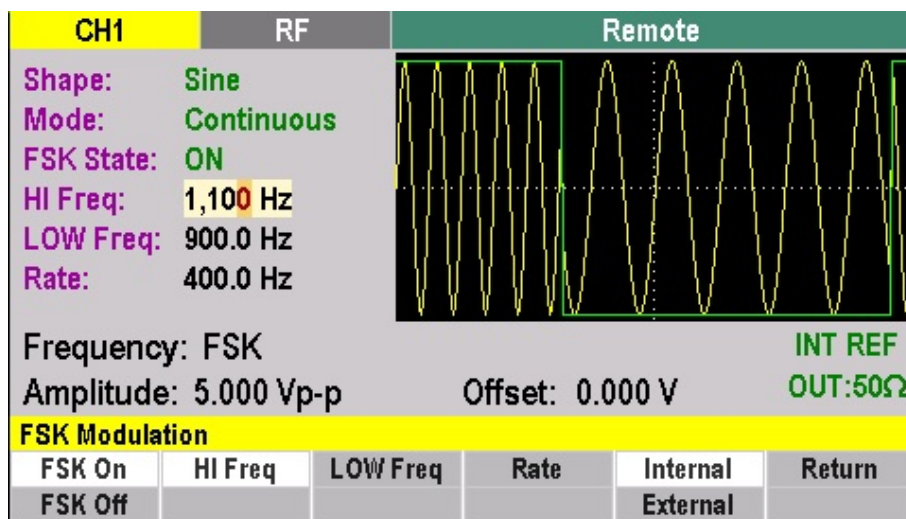 CH1 RF Remote
Shape: Sine
Mode: Continuous
FSK State: ON
HI Freq: 1,100 Hz
LOW Freq: 900.0 Hz
Rate: 400.0 Hz
Frequency: FSK INT REF
Amplitude: 5.000 Vp-p Offset: 0.000 V OUT:50Ω
FSK Modulation
FSK On HI Freq LOW Freq Rate Internal Return
FSK Off External